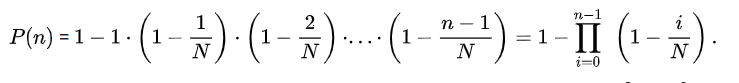 P(n) = 1 − 1 · (1 − 1/N) · (1 − 2/N) · … · (1 − (n − 1)/N) = 1 − ∏_{i=0}^{n−1} (1 − i/N) .